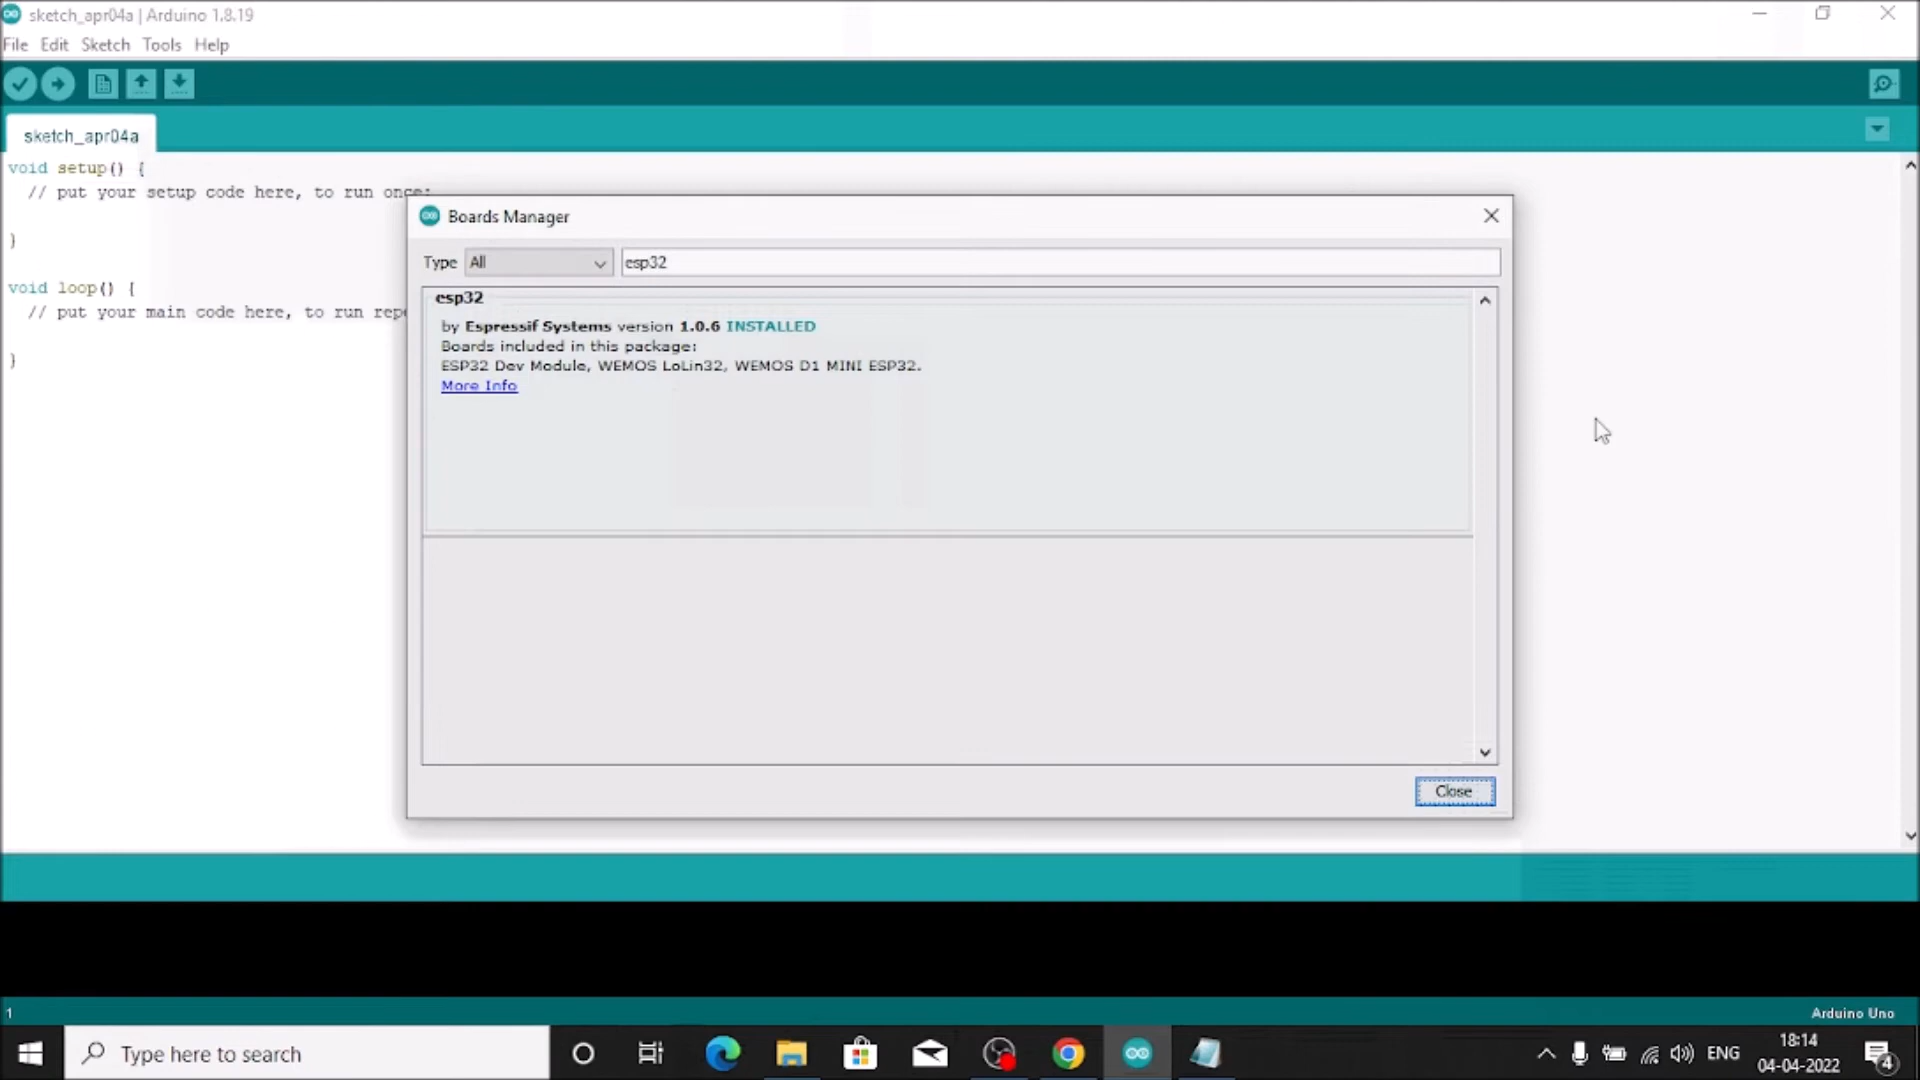 sketch_apr04a | Arduino 1.8.19
File Edit Sketch Tools Help
sketch_apr04a
void setup() {
// put your setup code here, to run once:
}
void loop() {
// put your main code here, to run repe
}
Boards Manager
Type All esp32
esp32
by Espressif Systems version 1.0.6 INSTALLED
Boards included in this package:
ESP32 Dev Module, WEMOS LoLin32, WEMOS D1 MINI ESP32.
More Info
Close
1 Arduino Uno
Type here to search
ENG
18:14
04-04-2022
4